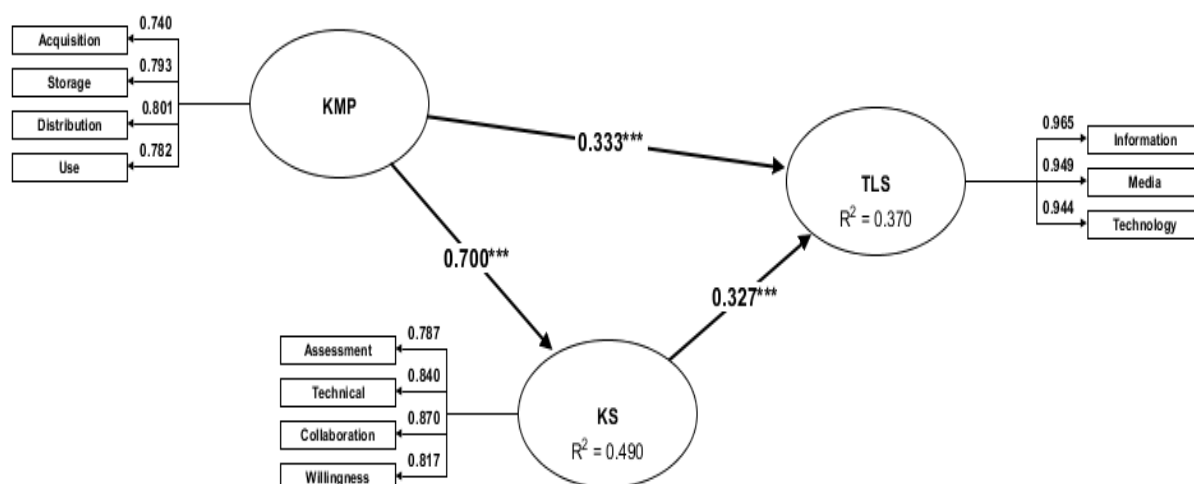 0.740
Acquisition
0.793
Storage
0.801
Distribution
0.782
Use
KMP
0.333***
TLS
R² = 0.370
0.965
Information
0.949
Media
0.944
Technology
0.700***
0.327***
0.787
Assessment
0.840
Technical
0.870
Collaboration
0.817
Willingness
KS
R² = 0.490